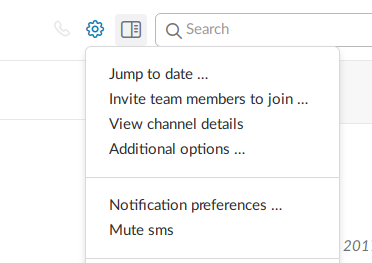 Search
Jump to date ...
Invite team members to join ...
View channel details
Additional options ...
Notification preferences ...
Mute sms
201